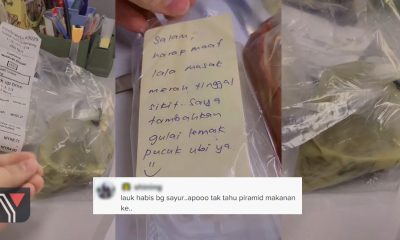 Salam,
harap maaf
lala masak
merah tinggal
sikit. Saya
tambahkan
gulai lemak
pucuk ubi ya
lauk habis bg sayur..apooo tak tahu piramid makanan
ke..